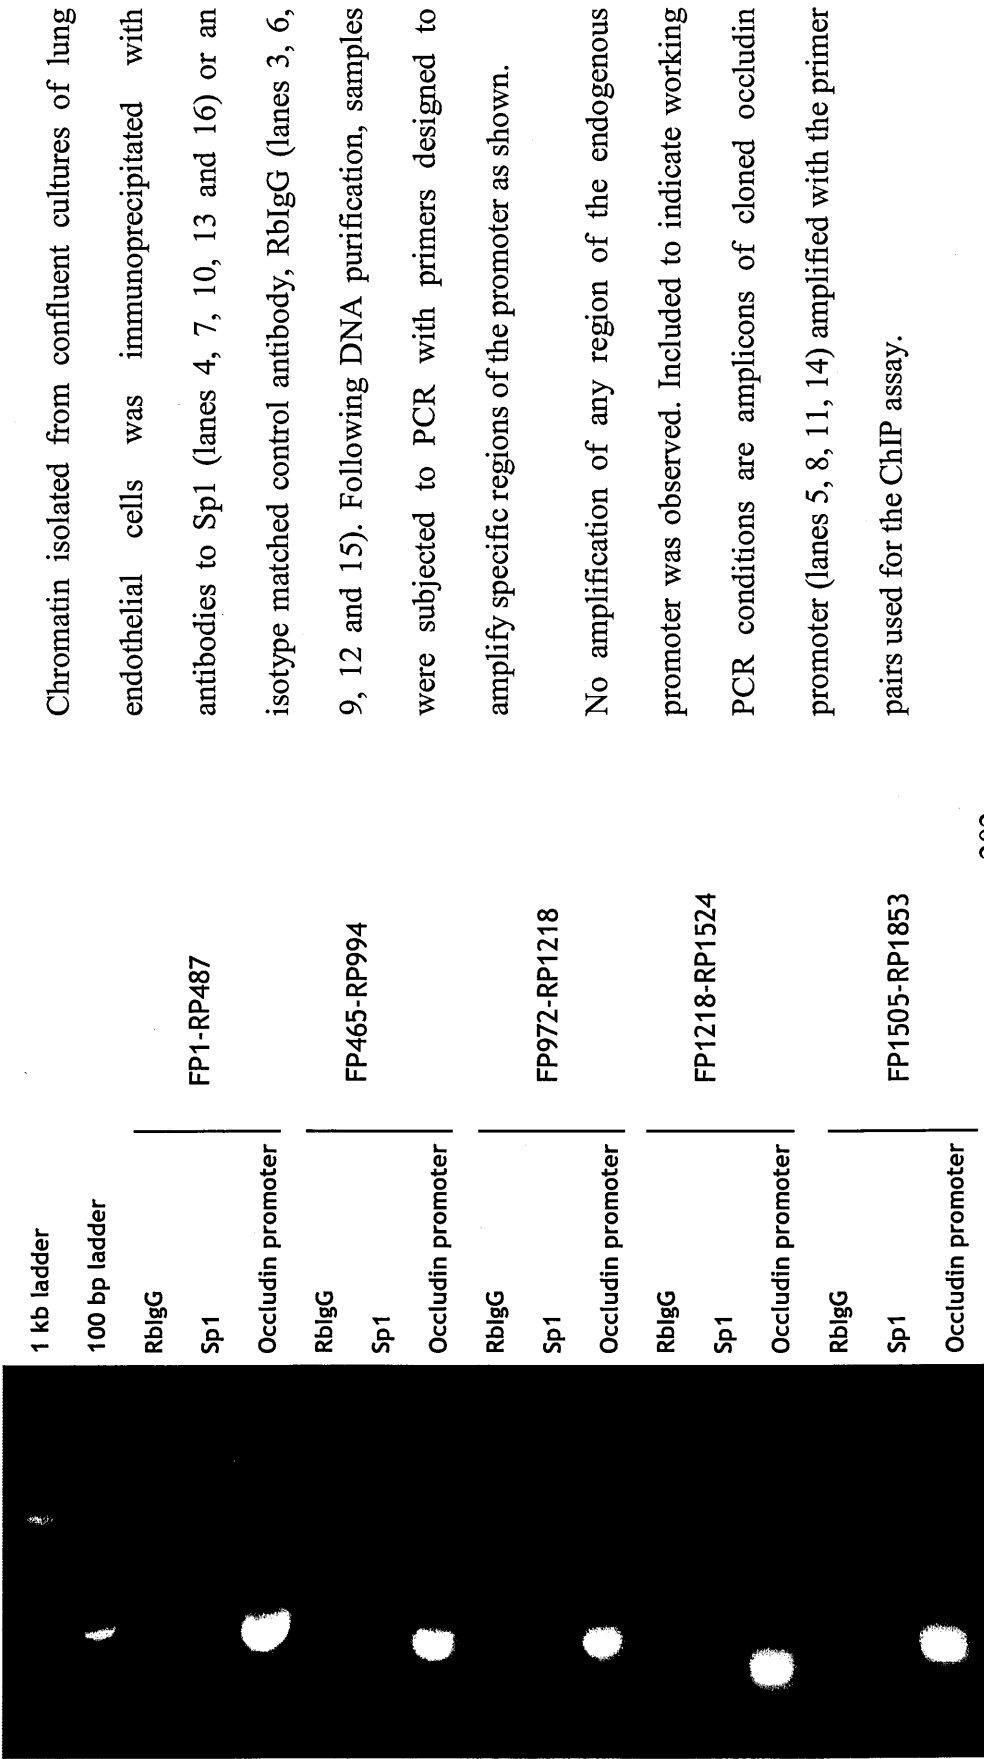 1 kb ladder
100 bp ladder
RbIgG
Sp1
Occludin promoter
FP1-RP487
RbIgG
Sp1
Occludin promoter
FP465-RP994
RbIgG
Sp1
Occludin promoter
FP972-RP1218
RbIgG
Sp1
Occludin promoter
FP1218-RP1524
RbIgG
Sp1
Occludin promoter
FP1505-RP1853
Chromatin isolated from confluent cultures of lung
endothelial cells was immunoprecipitated with
antibodies to Sp1 (lanes 4, 7, 10, 13 and 16) or an
isotype matched control antibody, RbIgG (lanes 3, 6,
9, 12 and 15). Following DNA purification, samples
were subjected to PCR with primers designed to
amplify specific regions of the promoter as shown.
No amplification of any region of the endogenous
promoter was observed. Included to indicate working
PCR conditions are amplicons of cloned occludin
promoter (lanes 5, 8, 11, 14) amplified with the primer
pairs used for the ChIP assay.